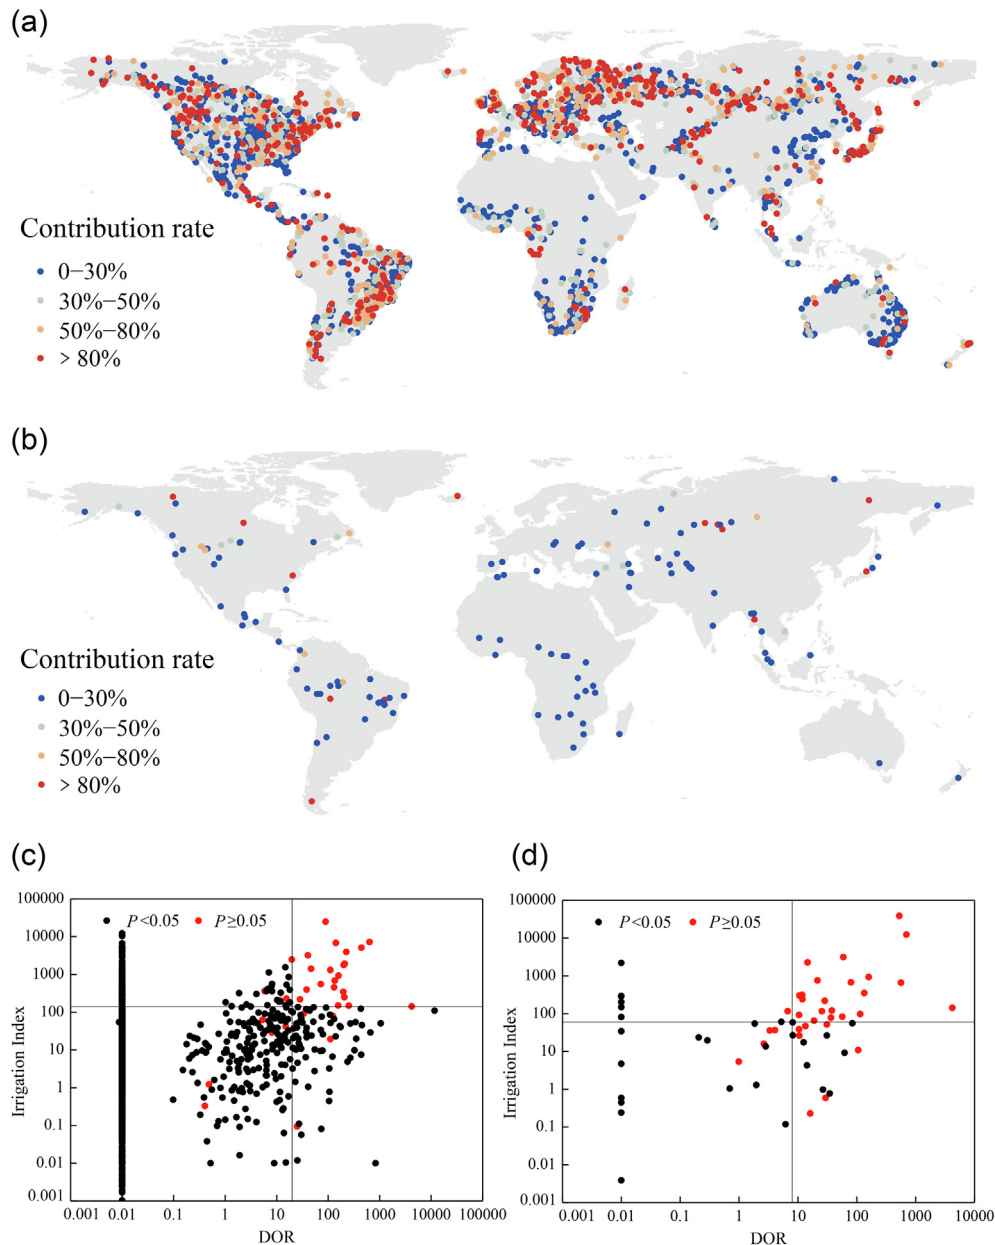 (a)
Contribution rate
0−30%
30%−50%
50%−80%
> 80%
(b)
Contribution rate
0−30%
30%−50%
50%−80%
> 80%
(c)
100000
10000
1000
100
10
1
0.1
0.01
0.001
Irrigation Index
P<0.05 P≥0.05
0.001 0.01 0.1 1 10 100 1000 10000 100000
DOR
(d)
100000
10000
1000
100
10
1
0.1
0.01
0.001
Irrigation Index
P<0.05 P≥0.05
0.001 0.01 0.1 1 10 100 1000 10000
DOR